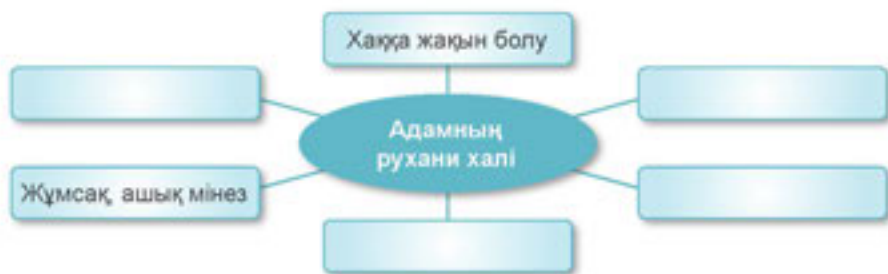 Хаққа жақын болу
Адамның
рухани халі
Жұмсақ, ашық мінез